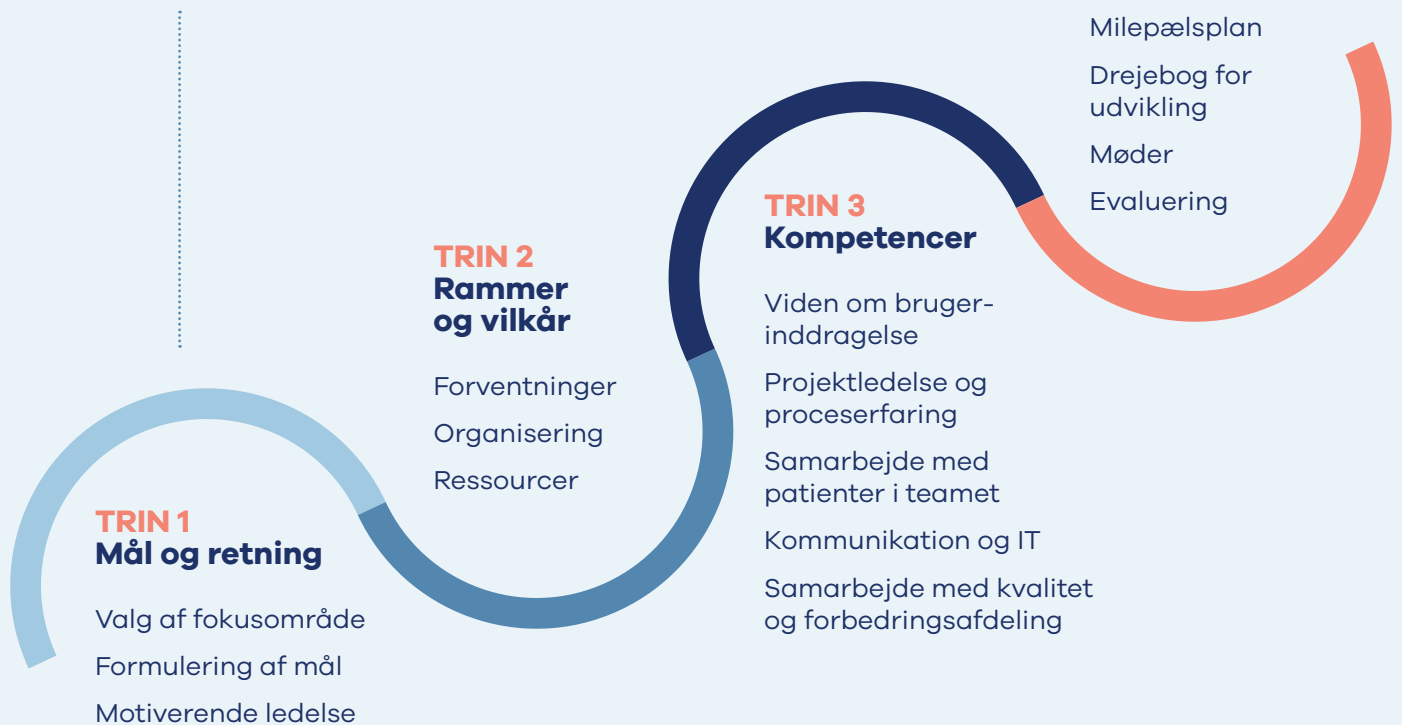 TRIN 1
Mål og retning
Valg af fokusområde
Formulering af mål
Motiverende ledelse
TRIN 2
Rammer
og vilkår
Forventninger
Organisering
Ressourcer
TRIN 3
Kompetencer
Viden om bruger-
inddragelse
Projektledelse og
proceserfaring
Samarbejde med
patienter i teamet
Kommunikation og IT
Samarbejde med kvalitet
og forbedringsafdeling
Milepælsplan
Drejebog for
udvikling
Møder
Evaluering